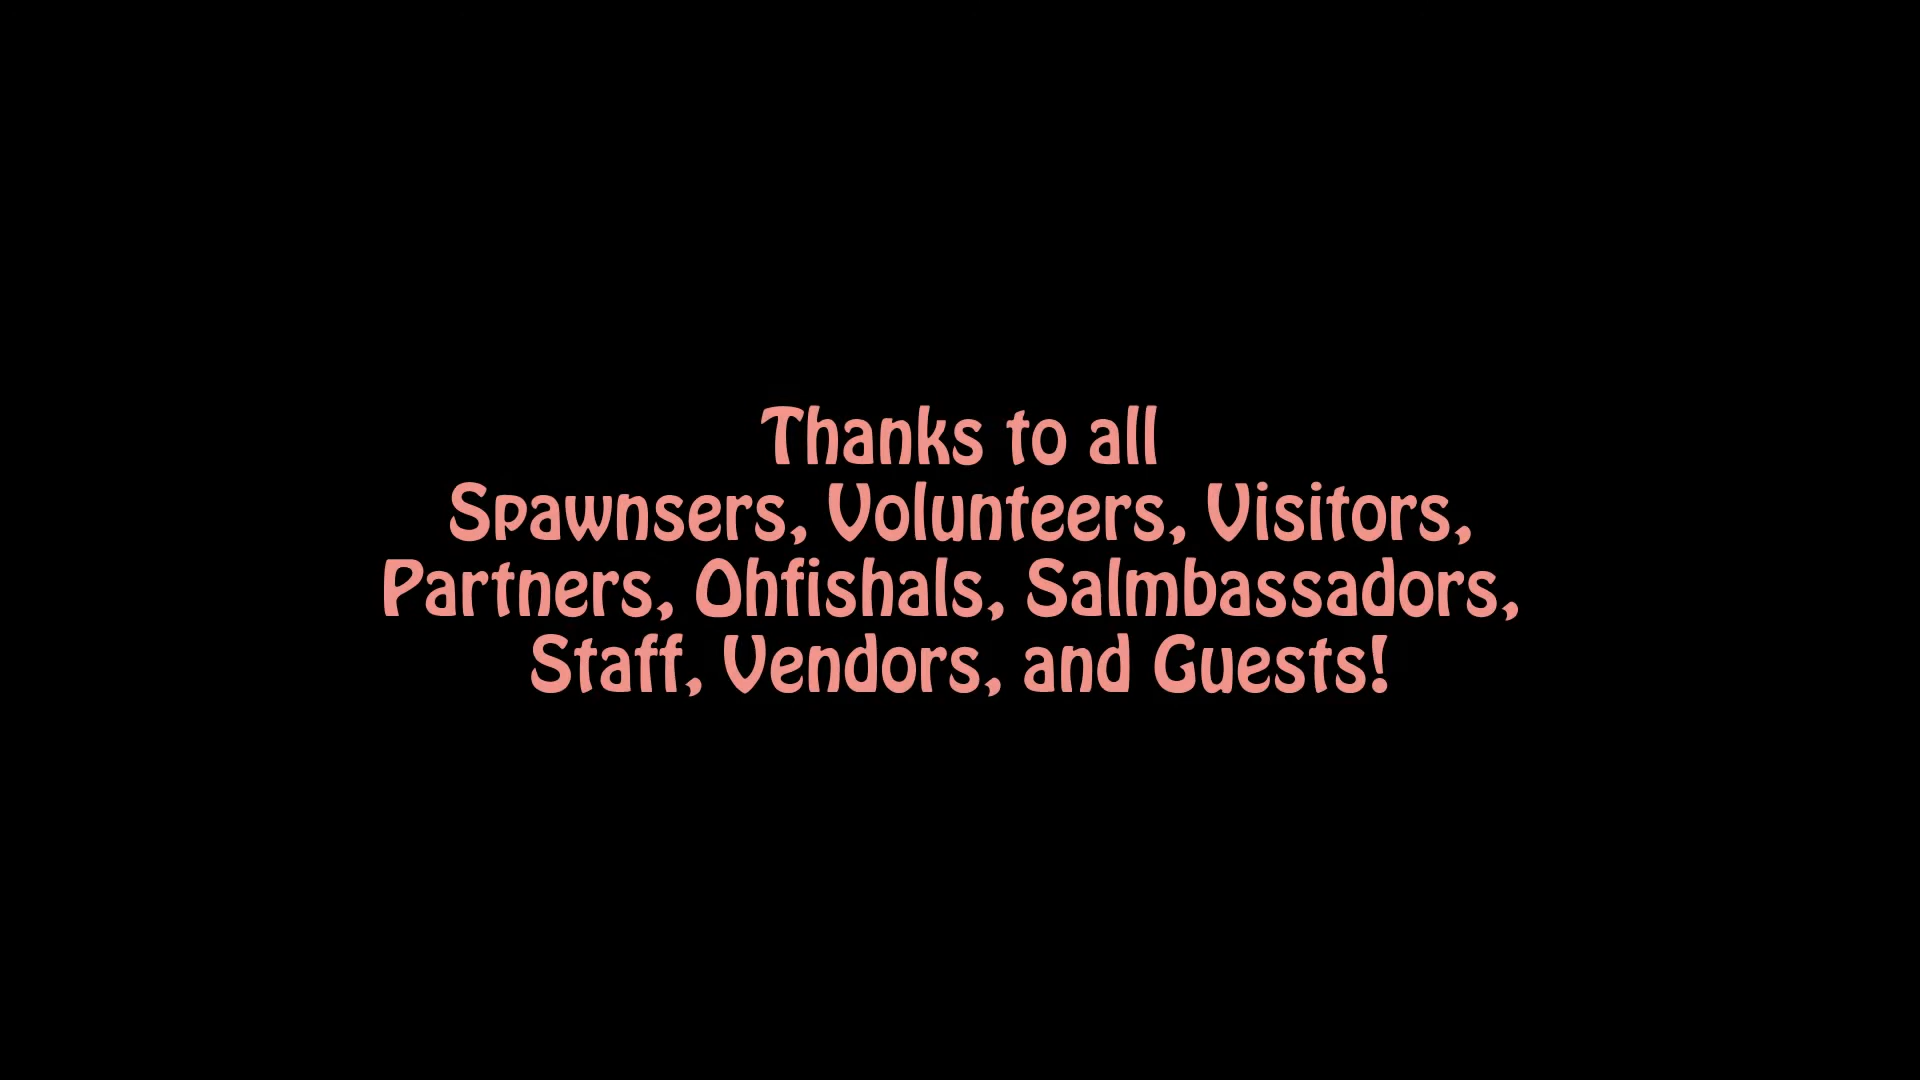 Thanks to all
Spawnsers, Volunteers, Visitors,
Partners, Ohfishals, Salmbassadors,
Staff, Vendors, and Guests!